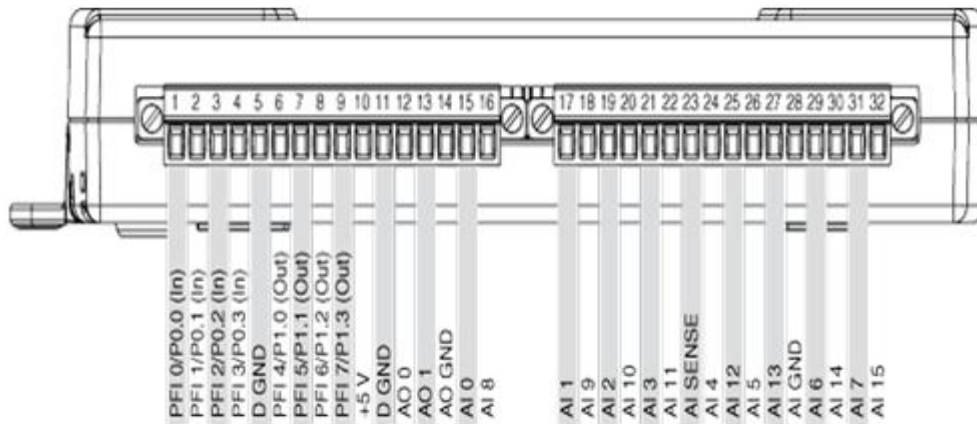 1 2 3 4 5 6 7 8 9 10 11 12 13 14 15 16
17 18 19 20 21 22 23 24 25 26 27 28 29 30 31 32
PFI 0/P0.0 (In)
PFI 1/P0.1 (In)
PFI 2/P0.2 (In)
PFI 3/P0.3 (In)
D GND
PFI 4/P1.0 (Out)
PFI 5/P1.1 (Out)
PFI 6/P1.2 (Out)
PFI 7/P1.3 (Out)
+5 V
D GND
AO 0
AO 1
AO GND
AI 0
AI 8
AI 1
AI 9
AI 2
AI 10
AI 3
AI 11
AI SENSE
AI 4
AI 12
AI 5
AI 13
AI GND
AI 6
AI 14
AI 7
AI 15